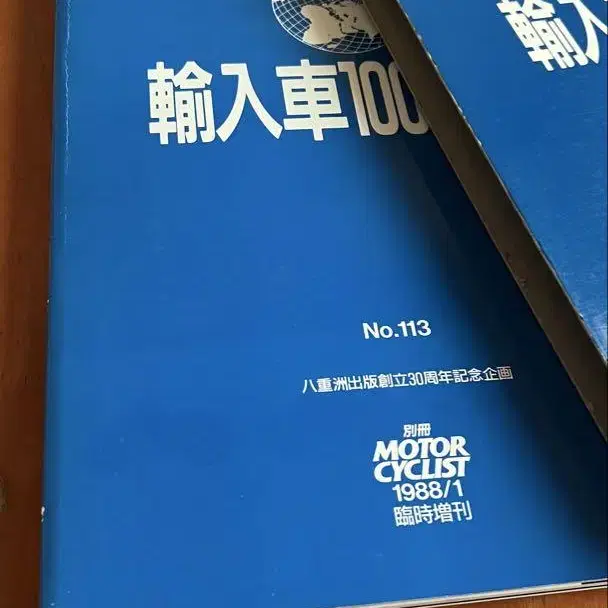 輸入車100
輸入
No.113
八重洲出版創立30周年記念企画
別冊
MOTOR
CYCLIST
1988/1
臨時増刊